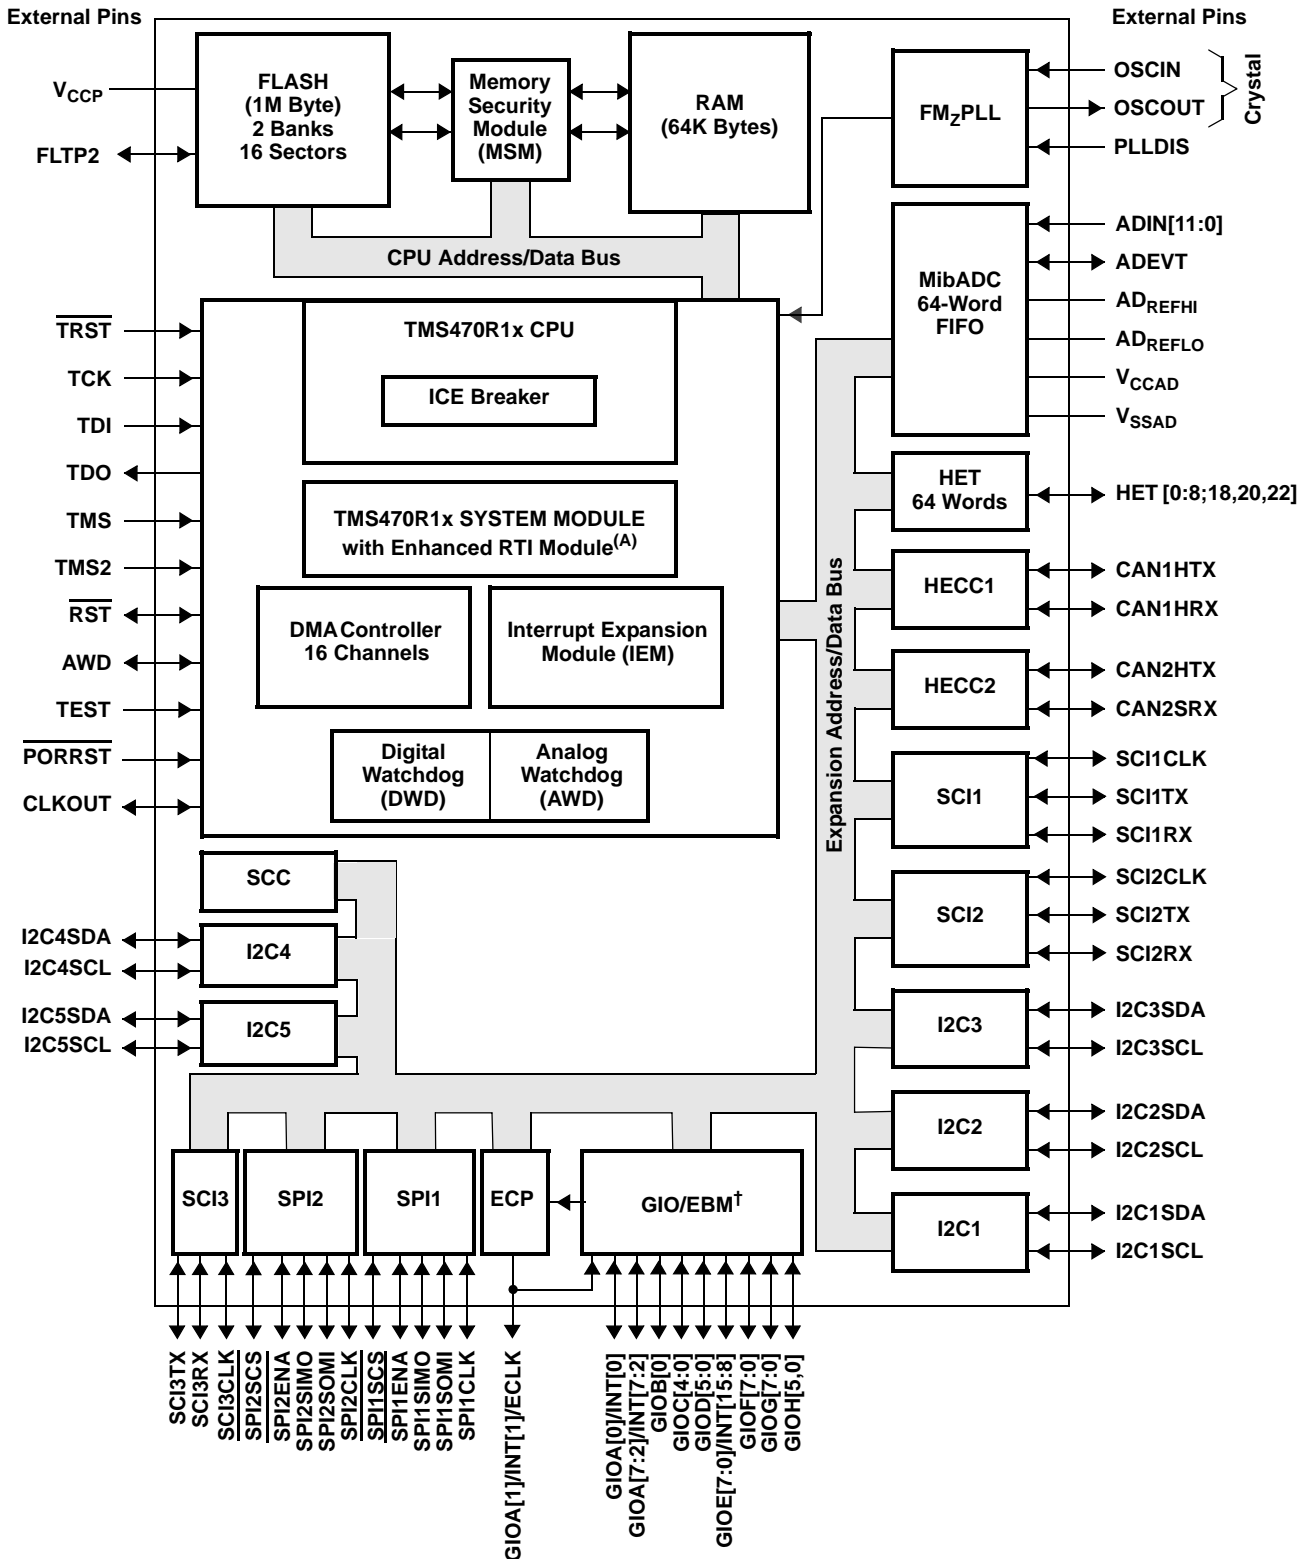 External Pins
External Pins
FLASH
(1M Byte)
2 Banks
16 Sectors
Memory
Security
Module
(MSM)
RAM
(64K Bytes)
FMZPLL
OSCIN
OSCOUT
PLLDIS
Crystal
VCCP
FLTP2
CPU Address/Data Bus
MibADC
64-Word
FIFO
ADIN[11:0]
ADEVT
ADREFHI
ADREFLO
VCCAD
VSSAD
TRST
TCK
TDI
TDO
TMS
TMS2
RST
AWD
TEST
PORRST
CLKOUT
TMS470R1x CPU
ICE Breaker
TMS470R1x SYSTEM MODULE
with Enhanced RTI Module(A)
DMA Controller
16 Channels
Interrupt Expansion
Module (IEM)
Digital
Watchdog
(DWD)
Analog
Watchdog
(AWD)
Expansion Address/Data Bus
HET
64 Words
HET [0:8;18,20,22]
HECC1
CAN1HTX
CAN1HRX
HECC2
CAN2HTX
CAN2SRX
SCI1
SCI1CLK
SCI1TX
SCI1RX
SCI2
SCI2CLK
SCI2TX
SCI2RX
I2C3
I2C3SDA
I2C3SCL
I2C2
I2C2SDA
I2C2SCL
I2C1
I2C1SDA
I2C1SCL
SCC
I2C4SDA
I2C4SCL
I2C4
I2C5SDA
I2C5SCL
I2C5
SCI3
SPI2
SPI1
ECP
GIO/EBM†
SCI3TX
SCI3RX
SCI3CLK
SPI2SCS
SPI2ENA
SPI2SIMO
SPI2SOMI
SPI2CLK
SPI1SCS
SPI1ENA
SPI1SIMO
SPI1SOMI
SPI1CLK
GIOA[1]/INT[1]/ECLK
GIOA[0]/INT[0]
GIOA[7:2]/INT[7:2]
GIOB[0]
GIOC[4:0]
GIOD[5:0]
GIOE[7:0]/INT[15:8]
GIOF[7:0]
GIOG[7:0]
GIOH[5,0]